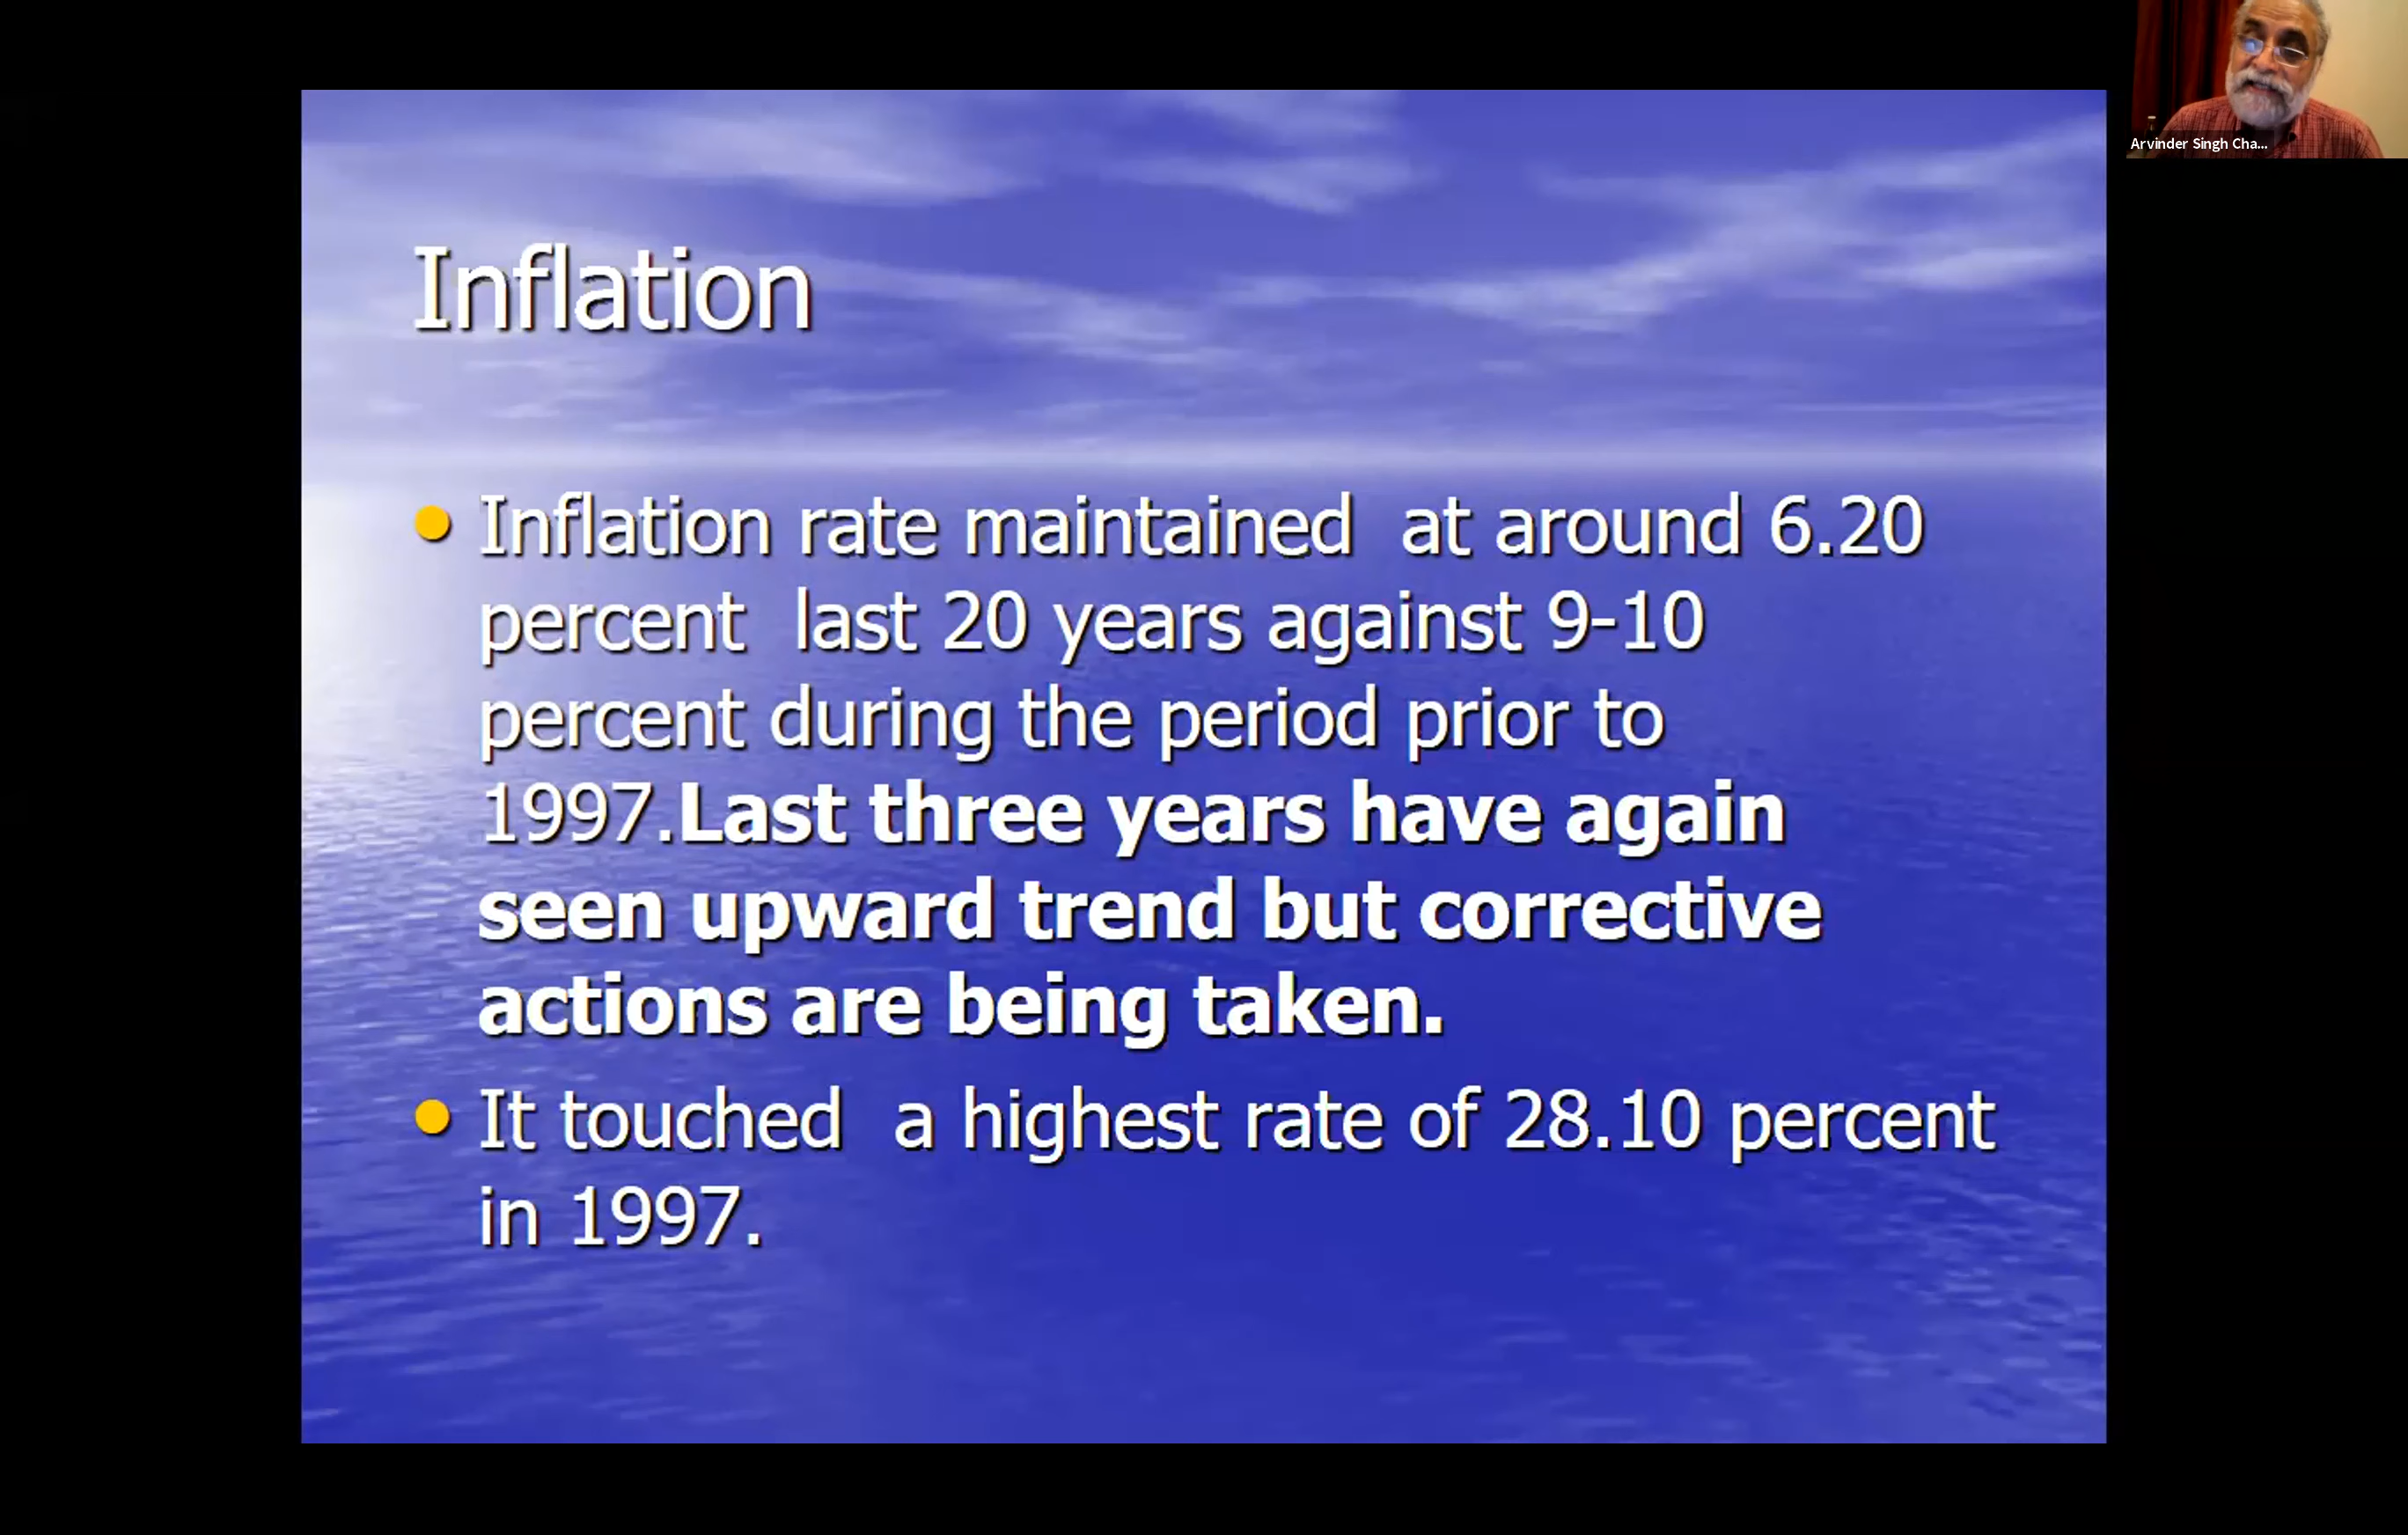 Arvinder Singh Cha...
Inflation
Inflation rate maintained at around 6.20
percent last 20 years against 9-10
percent during the period prior to
1997.Last three years have again
seen upward trend but corrective
actions are being taken.
It touched a highest rate of 28.10 percent
in 1997.